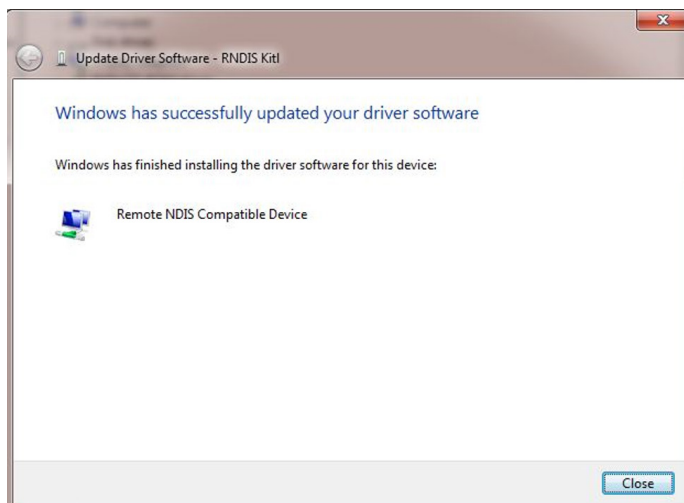 Update Driver Software - RNDIS Kitl
Windows has successfully updated your driver software
Windows has finished installing the driver software for this device:
Remote NDIS Compatible Device
Close